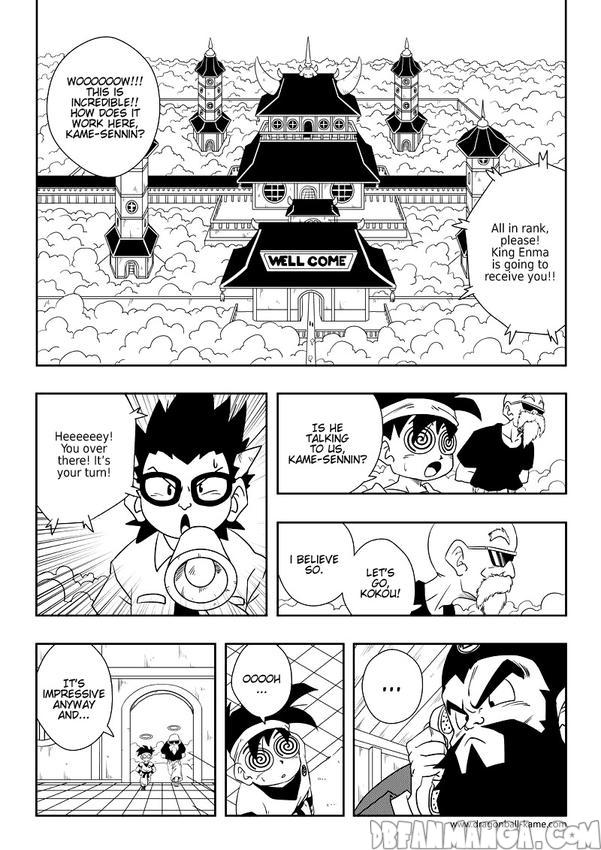 WOOOOOOW!!!
THIS IS
INCREDIBLE!!
HOW DOES IT
WORK HERE,
KAME-SENNIN?
All in rank,
please!
King Enma
is going to
receive you!!
WELL COME
Heeeeeey!
You over
there! It's
your turn!
IS HE
TALKING
TO US,
KAME-SENNIN?
I BELIEVE
SO.
LET'S
GO,
KOKOU!
IT'S
IMPRESSIVE
ANYWAY
AND...
OOOOH
...
...
www.dragonball-kame.com
DBFANMANGA.COM